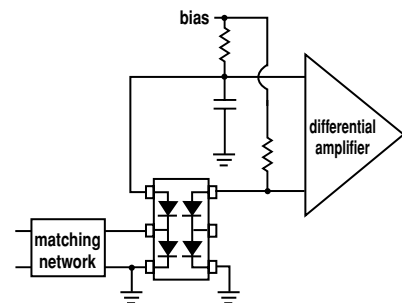 bias
differential
amplifier
matching
network